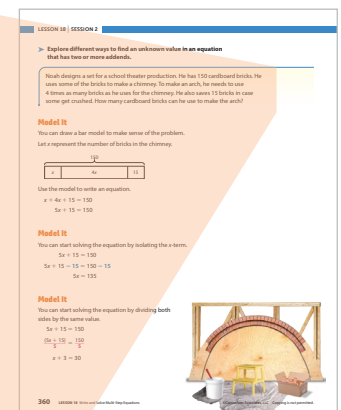 LESSON 18 | SESSION 2
➤ Explore different ways to find an unknown value in an equation
that has two or more addends.
Noah designs a set for a school theater production. He has 150 cardboard bricks. He
uses some of the bricks to make a chimney. To make an arch, he needs to use
4 times as many bricks as he uses for the chimney. He also saves 15 bricks in case
some get crushed. How many cardboard bricks can he use to make the arch?
Model It
You can draw a bar model to make sense of the problem.
Let x represent the number of bricks in the chimney.
150
x 4x 15
Use the model to write an equation.
x + 4x + 15 = 150
5x + 15 = 150
Model It
You can start solving the equation by isolating the x-term.
5x + 15 = 150
5x + 15 − 15 = 150 − 15
5x = 135
Model It
You can start solving the equation by dividing both
sides by the same value.
5x + 15 = 150
(5x + 15)/5 = 150/5
x + 3 = 30
360 LESSON 18 Write and Solve Multi-Step Equations Copying is not permitted.